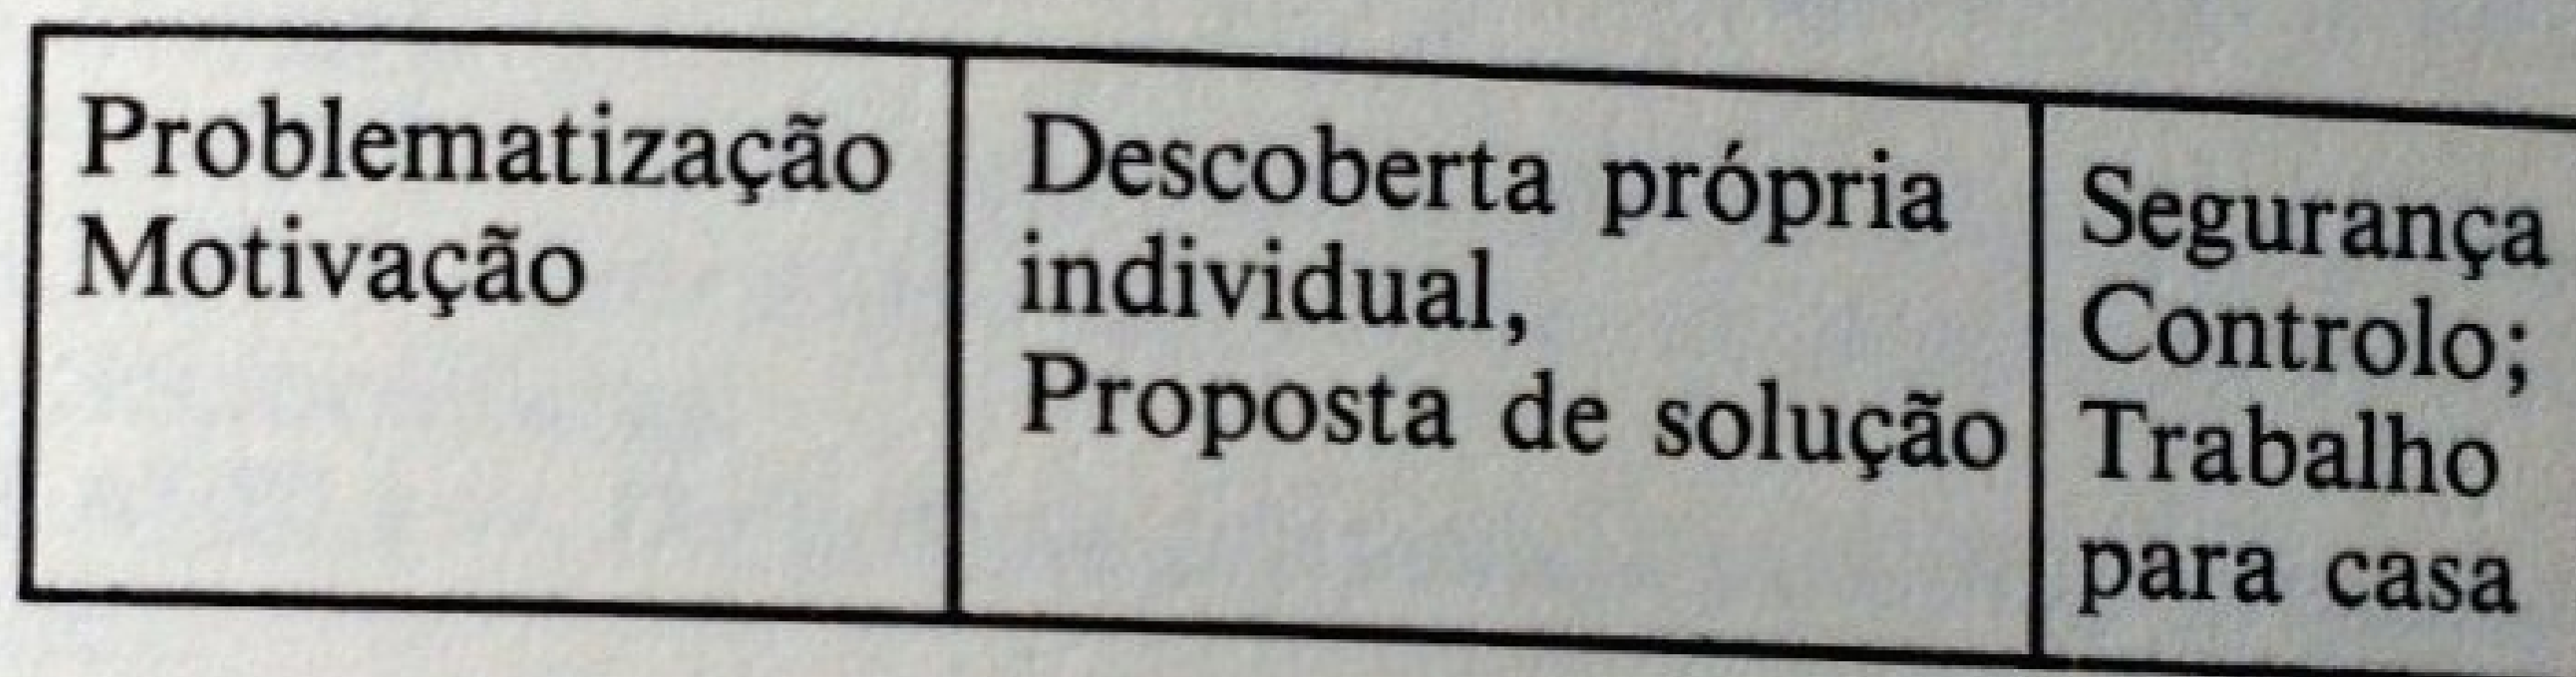 Problematização
Motivação
Descoberta própria
individual,
Proposta de solução
Segurança
Controlo;
Trabalho
para casa